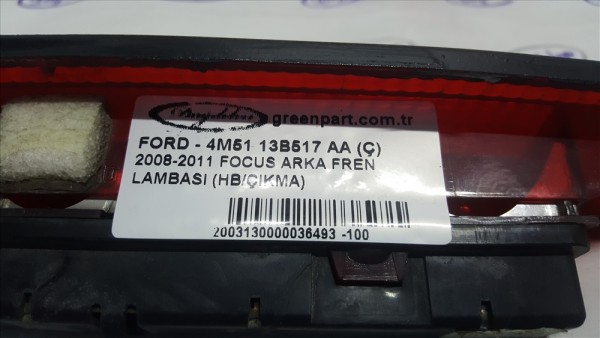 greenpart.com.tr
FORD - 4M51 13B517 AA (Ç)
2008-2011 FOCUS ARKA FREN
LAMBASI (HB/ÇIKMA)
2003130000036493 -100